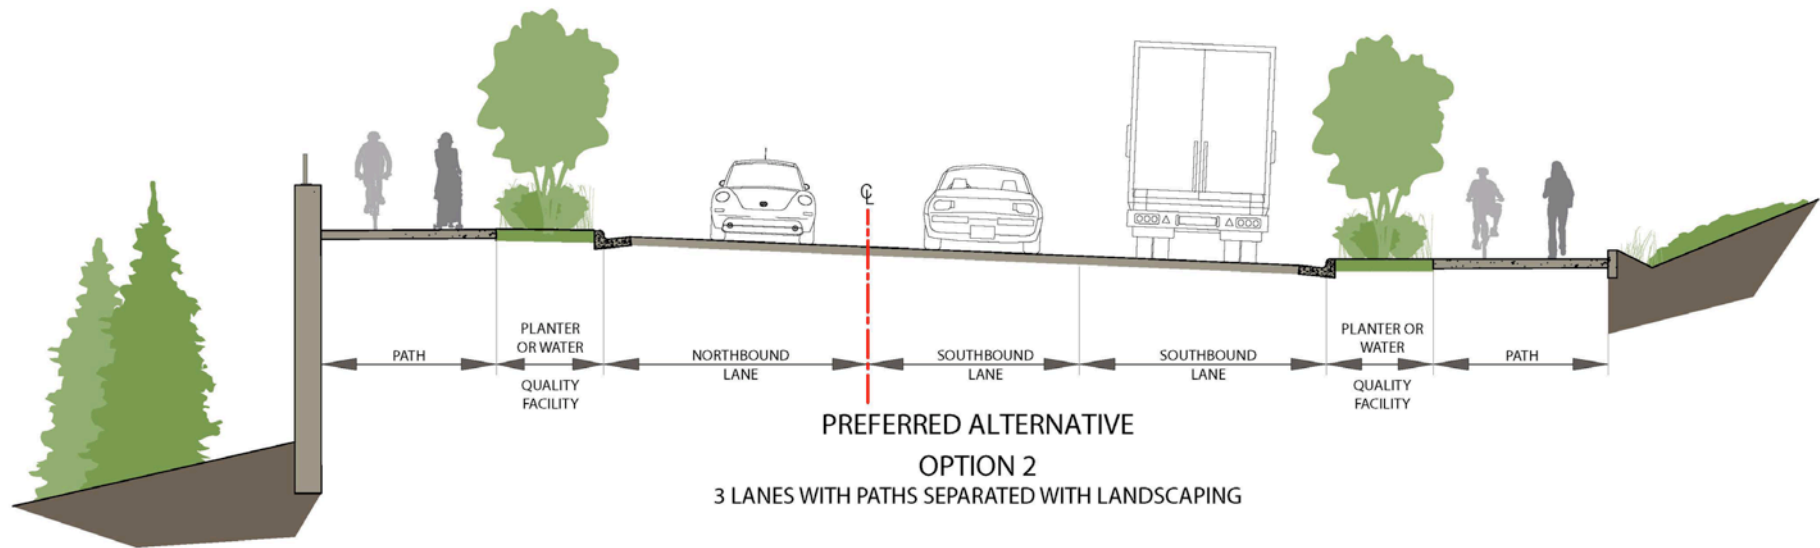 ℄
PATH
PLANTER
OR WATER
QUALITY
FACILITY
NORTHBOUND
LANE
SOUTHBOUND
LANE
SOUTHBOUND
LANE
PLANTER OR
WATER
QUALITY
FACILITY
PATH
PREFERRED ALTERNATIVE
OPTION 2
3 LANES WITH PATHS SEPARATED WITH LANDSCAPING